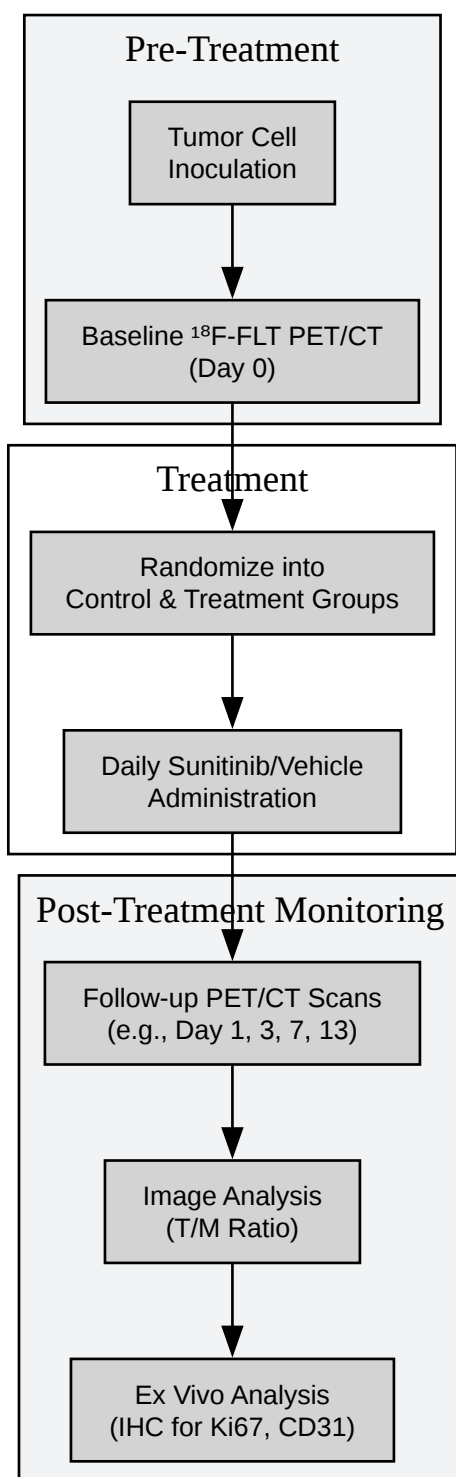 Pre-Treatment
Tumor Cell
Inoculation
Baseline ¹⁸F-FLT PET/CT
(Day 0)
Treatment
Randomize into
Control & Treatment Groups
Daily Sunitinib/Vehicle
Administration
Post-Treatment Monitoring
Follow-up PET/CT Scans
(e.g., Day 1, 3, 7, 13)
Image Analysis
(T/M Ratio)
Ex Vivo Analysis
(IHC for Ki67, CD31)